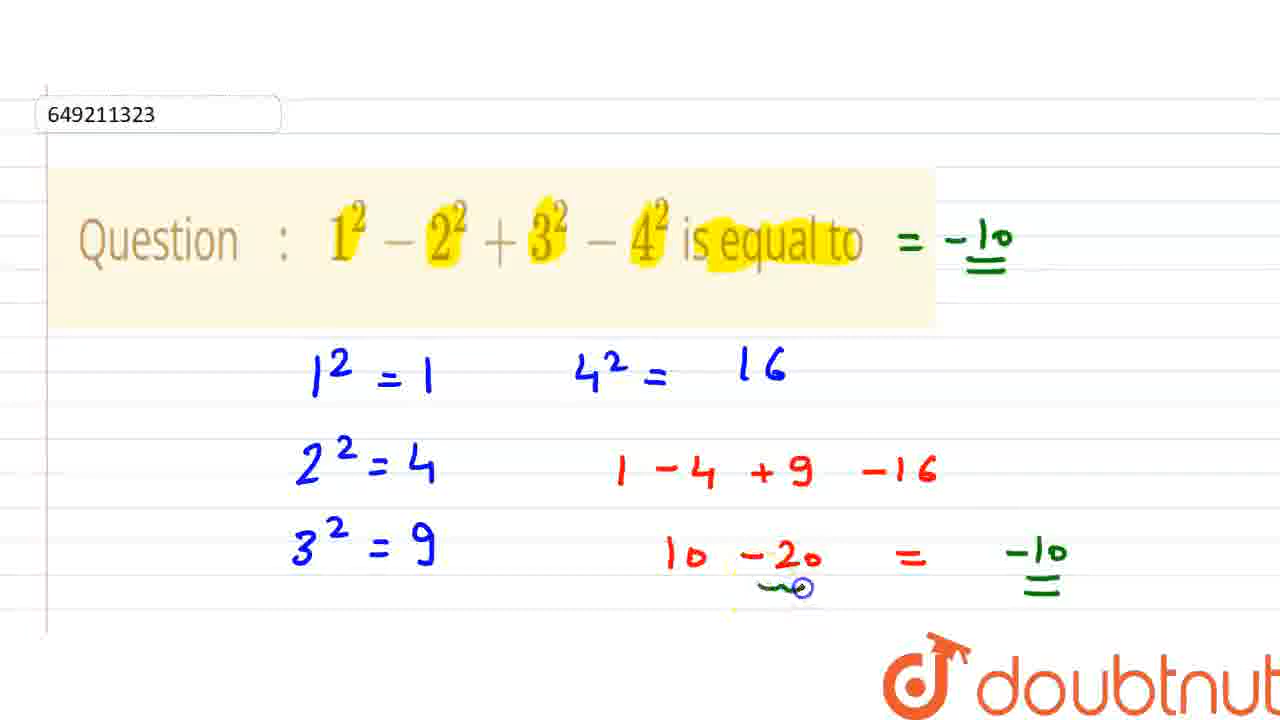 649211323
Question : 1² − 2² + 3² − 4² is equal to = -10
1² = 1 4² = 16
2² = 4 1 - 4 + 9 - 16
3² = 9 10 - 20 = -10
doubtnut